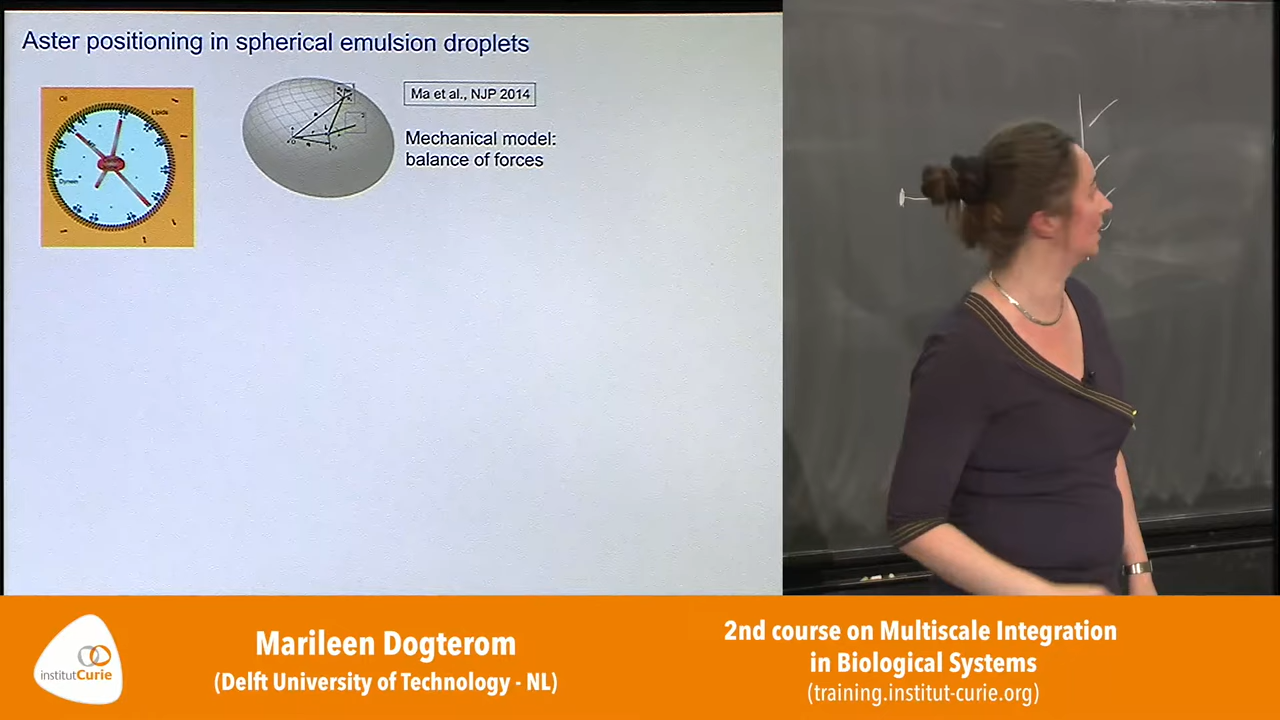 Aster positioning in spherical emulsion droplets
Oil
Lipids
Dynein
Ma et al., NJP 2014
Mechanical model:
balance of forces
institutCurie
Marileen Dogterom
(Delft University of Technology - NL)
2nd course on Multiscale Integration
in Biological Systems
(training.institut-curie.org)